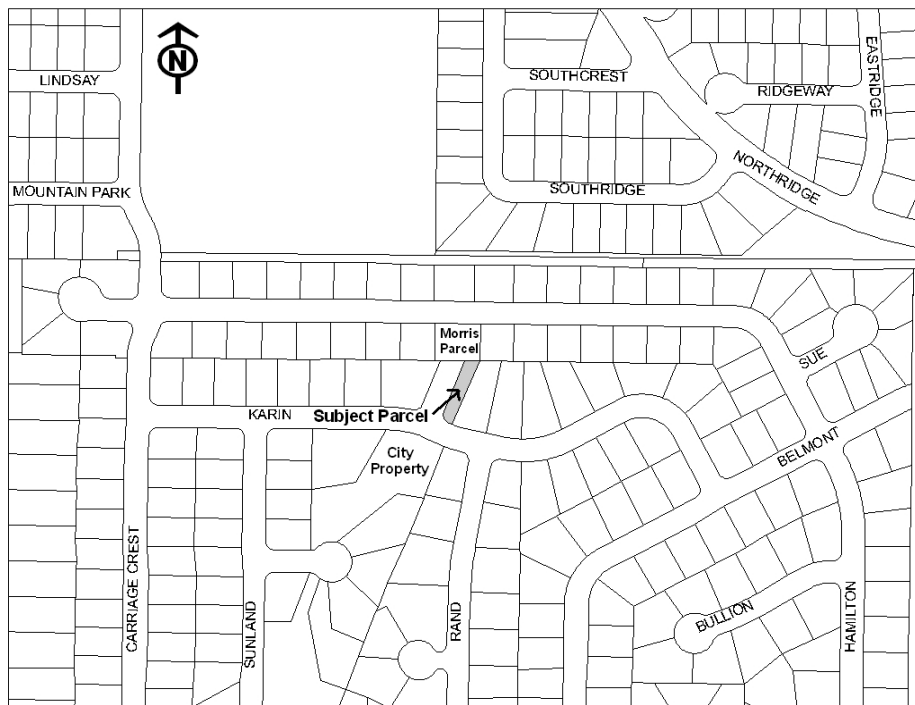 N
LINDSAY
SOUTHCREST
EASTRIDGE
RIDGEWAY
MOUNTAIN PARK
SOUTHRIDGE
NORTHRIDGE
Morris
Parcel
SUE
KARIN
Subject Parcel
City
Property
BELMONT
CARRIAGE CREST
SUNLAND
RAND
BULLION
HAMILTON